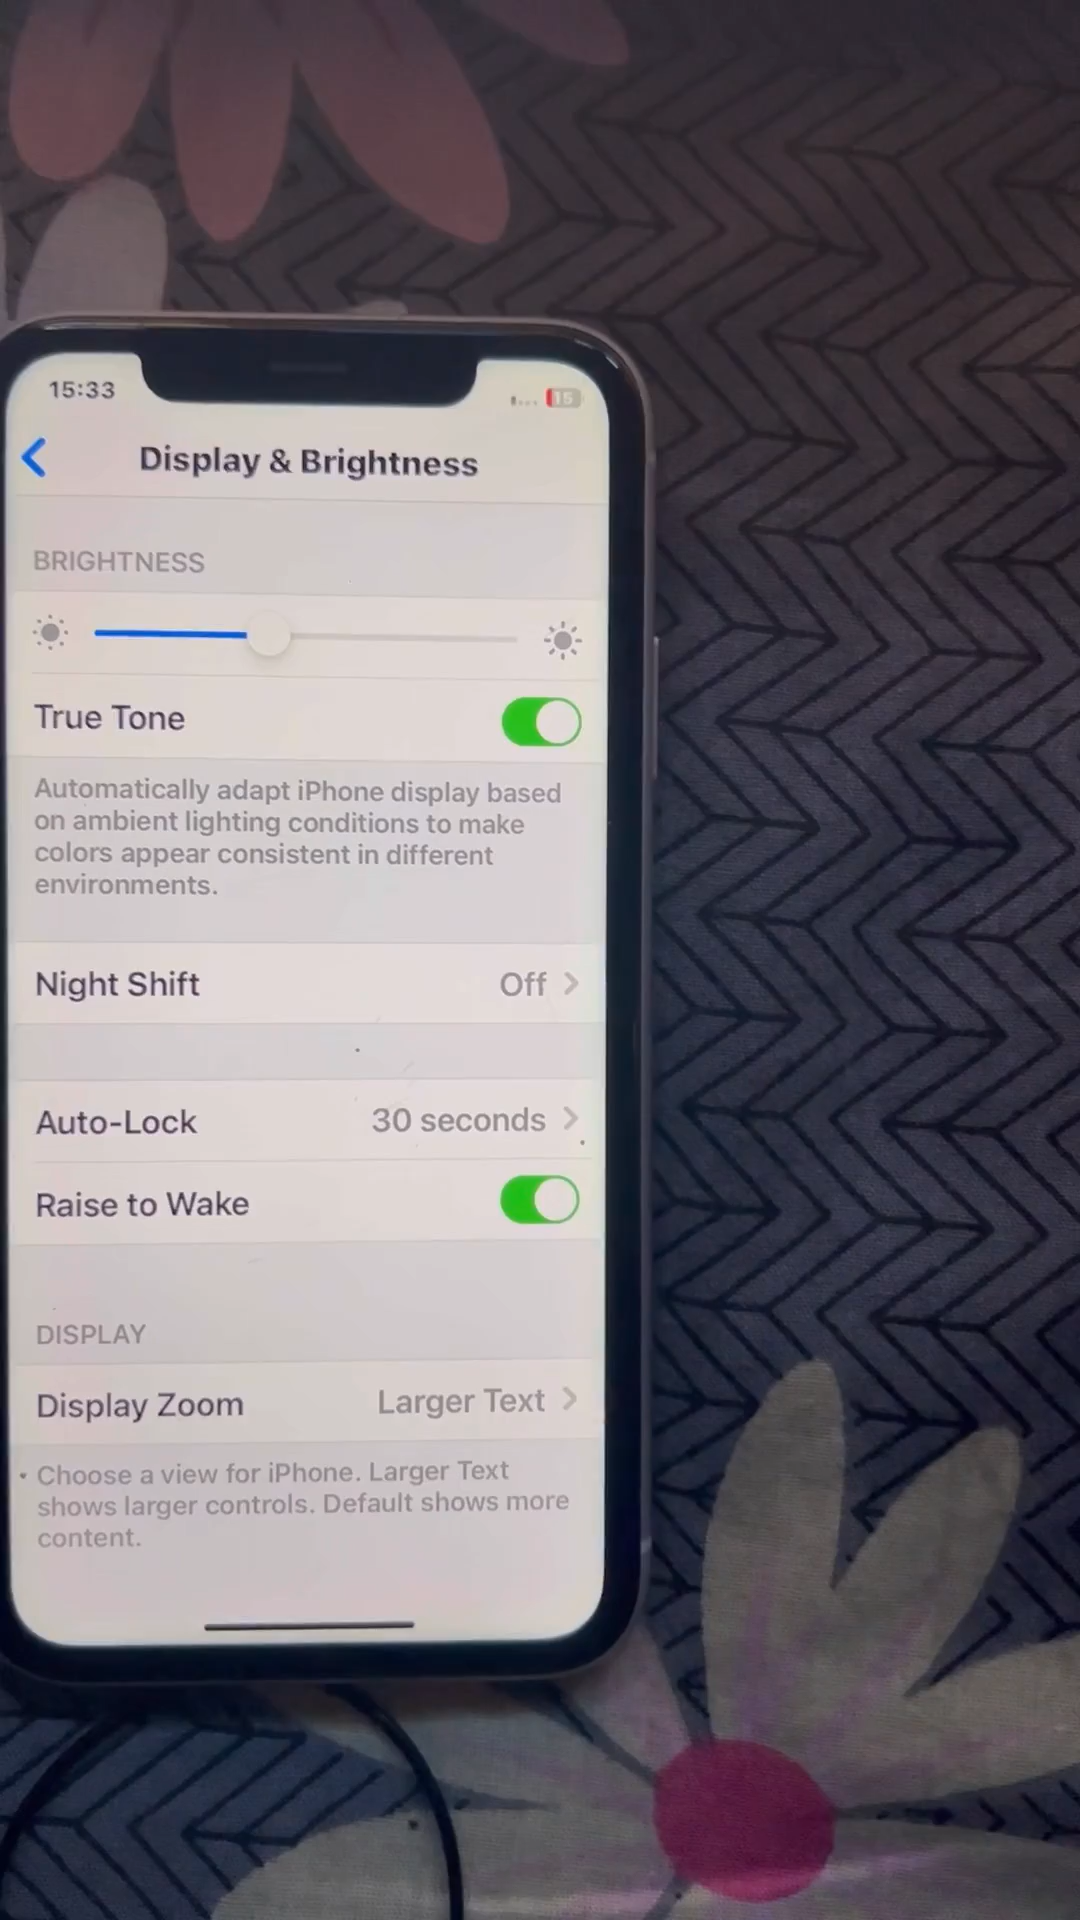 15:33
15
Display & Brightness
BRIGHTNESS
True Tone
Automatically adapt iPhone display based
on ambient lighting conditions to make
colors appear consistent in different
environments.
Night Shift Off
Auto-Lock 30 seconds
Raise to Wake
DISPLAY
Display Zoom Larger Text
Choose a view for iPhone. Larger Text
shows larger controls. Default shows more
content.